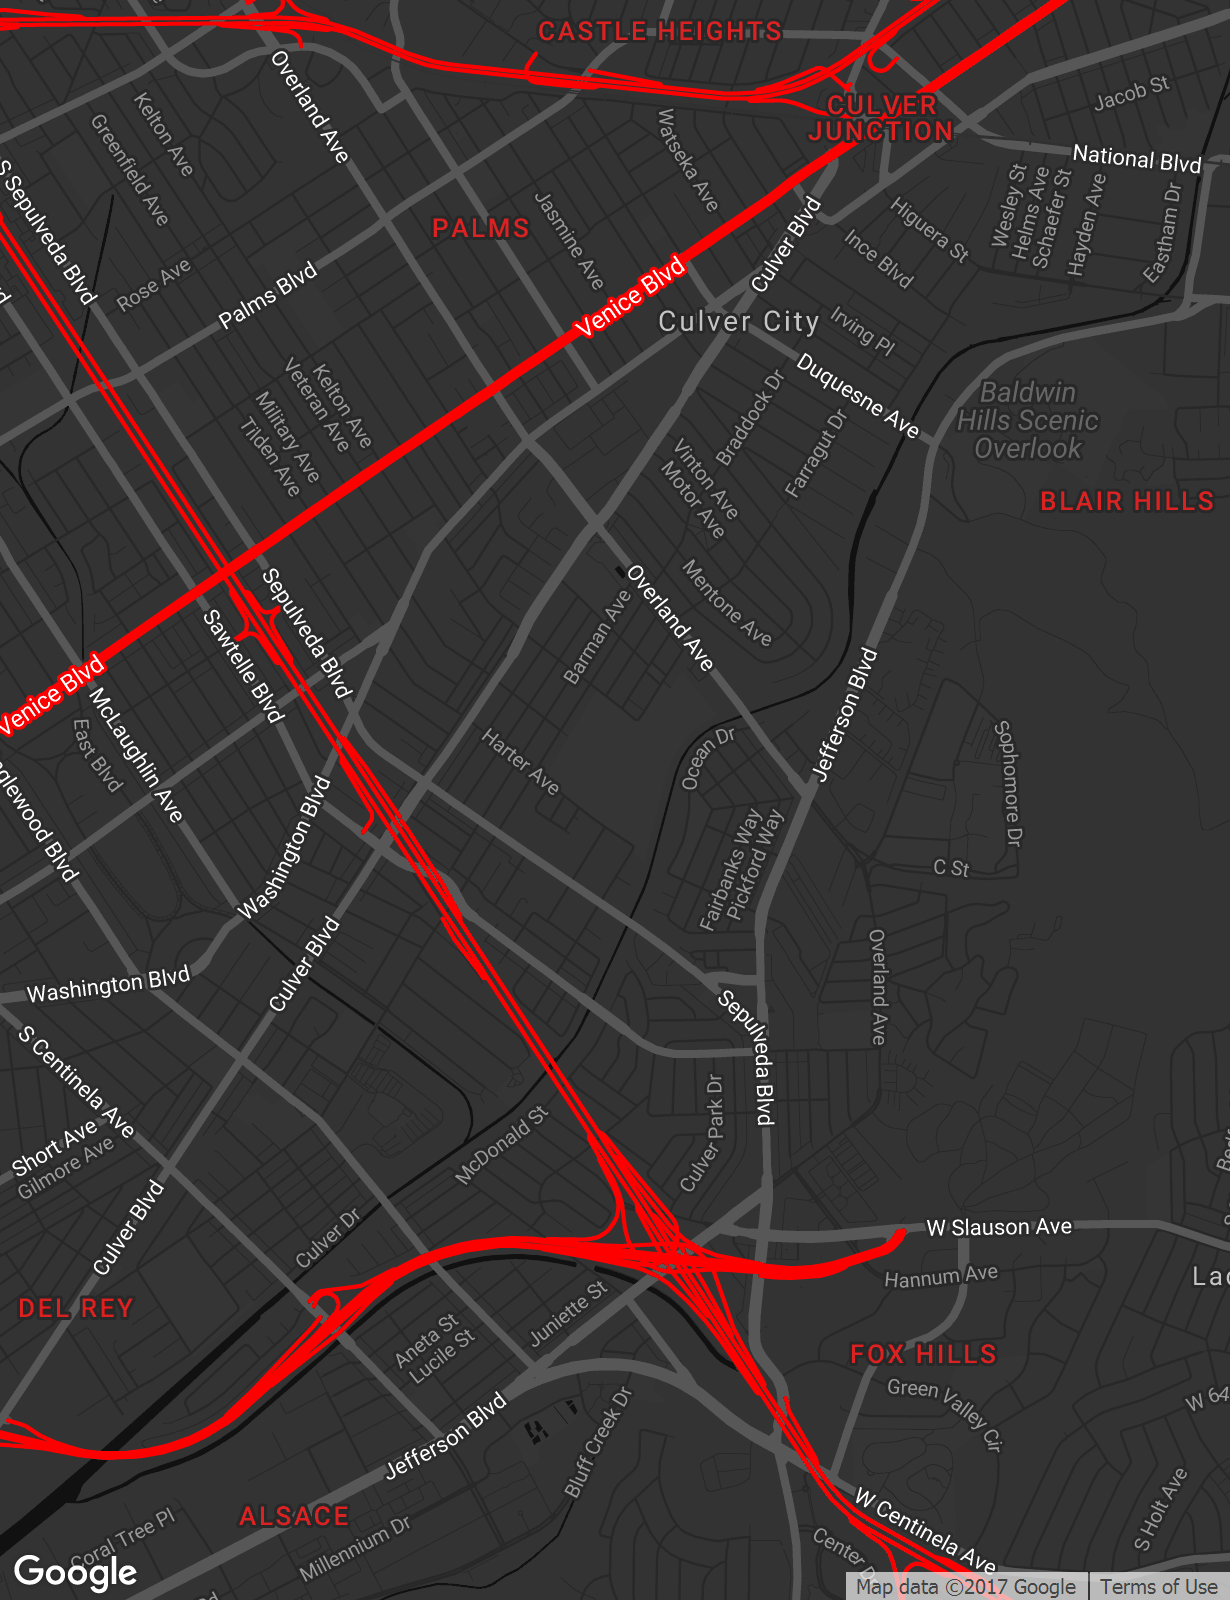 CASTLE HEIGHTS
Overland Ave
Kelton Ave
Greenfield Ave
Jacob St
CULVER
JUNCTION
Watseka Ave
National Blvd
S Sepulveda Blvd
Wesley St
Helms Ave
Schaefer St
Hayden Ave
Eastham Dr
PALMS
Jasmine Ave
Culver Blvd
Higuera St
Ince Blvd
Rose Ave
Palms Blvd
Venice Blvd
Culver City
Irving Pl
Duquesne Ave
Kelton Ave
Veteran Ave
Military Ave
Tilden Ave
Braddock Dr
Farragut Dr
Baldwin
Hills Scenic
Overlook
Vinton Ave
Motor Ave
BLAIR HILLS
Sepulveda Blvd
Sawtelle Blvd
Overland Ave
Mentone Ave
Barman Ave
Venice Blvd
McLaughlin Ave
East Blvd
Jefferson Blvd
Harter Ave
Ocean Dr
Sophomore Dr
glewood Blvd
Washington Blvd
Fairbanks Way
Pickford Way
C St
Culver Blvd
Overland Ave
Washington Blvd
Sepulveda Blvd
S Centinela Ave
Short Ave
Gilmore Ave
McDonald St
Culver Park Dr
Culver Blvd
Culver Dr
W Slauson Ave
Hannum Ave
Lad
DEL REY
Juniette St
Aneta St
Lucile St
FOX HILLS
Green Valley Cir
W 64
Jefferson Blvd
Bluff Creek Dr
S Holt Ave
W Centinela Ave
ALSACE
Coral Tree Pl
Millennium Dr
Center Dr
Google
Map data ©2017 Google
Terms of Use